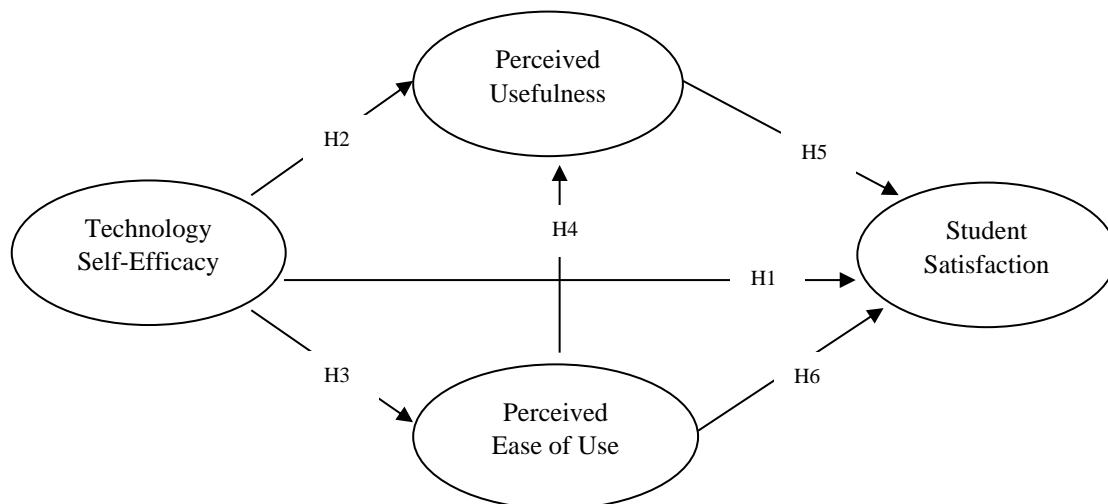 Perceived
Usefulness
H2
H5
Technology
Self-Efficacy
H4
Student
Satisfaction
H1
H3
H6
Perceived
Ease of Use